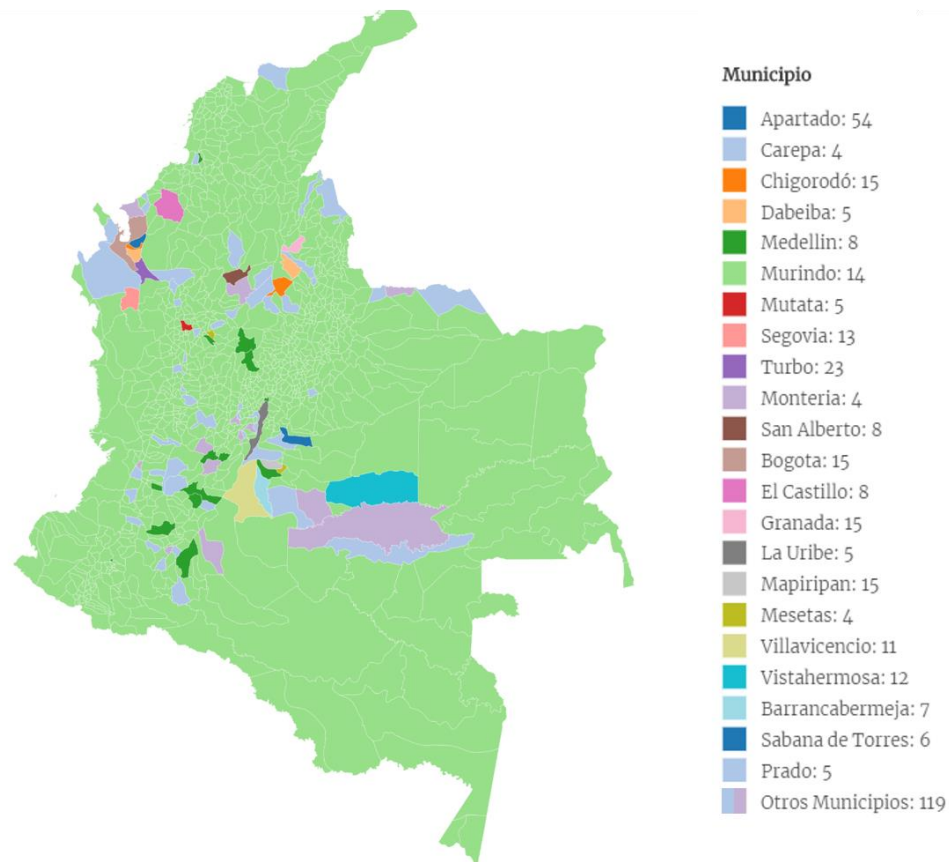 Municipio
Apartado: 54
Carepa: 4
Chigorodó: 15
Dabeiba: 5
Medellin: 8
Murindo: 14
Mutata: 5
Segovia: 13
Turbo: 23
Monteria: 4
San Alberto: 8
Bogota: 15
El Castillo: 8
Granada: 15
La Uribe: 5
Mapiripan: 15
Mesetas: 4
Villavicencio: 11
Vistahermosa: 12
Barrancabermeja: 7
Sabana de Torres: 6
Prado: 5
Otros Municipios: 119